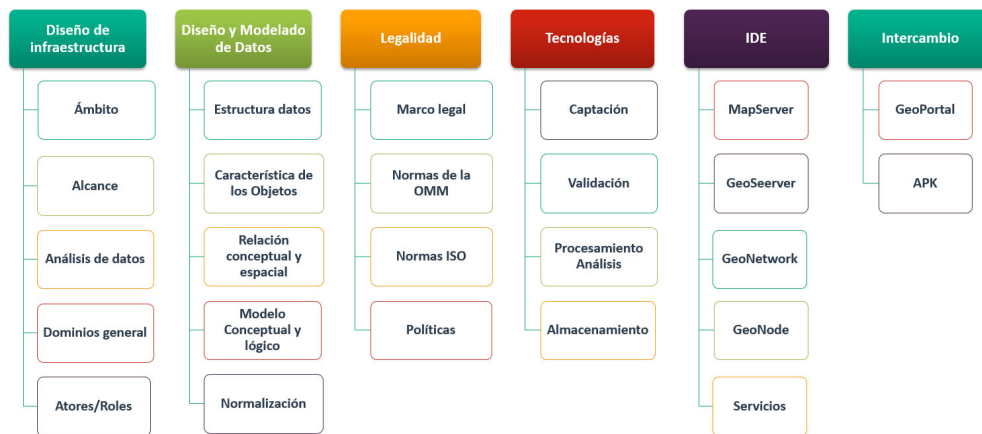 Diseño de
infraestructura
Ámbito
Alcance
Análisis de datos
Dominios general
Atores/Roles
Diseño y Modelado
de Datos
Estructura datos
Característica de
los Objetos
Relación
conceptual y
espacial
Modelo
Conceptual y
lógico
Normalización
Legalidad
Marco legal
Normas de la
OMM
Normas ISO
Políticas
Tecnologías
Captación
Validación
Procesamiento
Análisis
Almacenamiento
IDE
MapServer
GeoSeerver
GeoNetwork
GeoNode
Servicios
Intercambio
GeoPortal
APK